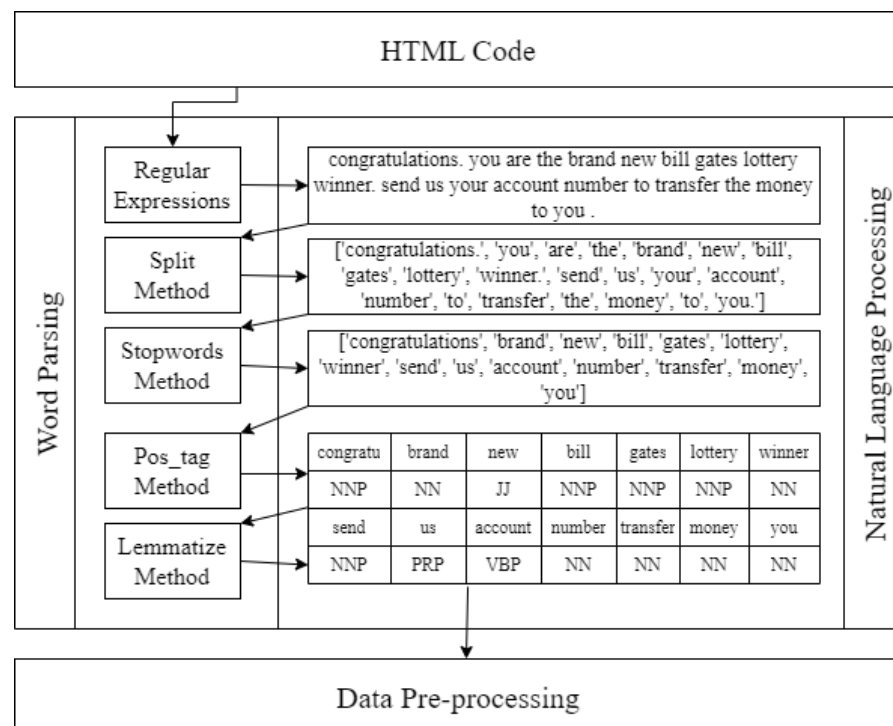 HTML Code
Word Parsing
Regular
Expressions
congratulations. you are the brand new bill gates lottery
winner. send us your account number to transfer the money
to you .
Split
Method
['congratulations.', 'you', 'are', 'the', 'brand', 'new', 'bill',
'gates', 'lottery', 'winner.', 'send', 'us', 'your', 'account',
'number', 'to', 'transfer', 'the', 'money', 'to', 'you.']
Stopwords
Method
['congratulations', 'brand', 'new', 'bill', 'gates', 'lottery',
'winner', 'send', 'us', 'account', 'number', 'transfer', 'money',
'you']
Pos_tag
Method
congratu brand new bill gates lottery winner
NNP NN JJ NNP NNP NNP NN
Lemmatize
Method
send us account number transfer money you
NNP PRP VBP NN NN NN NN
Natural Language Processing
Data Pre-processing